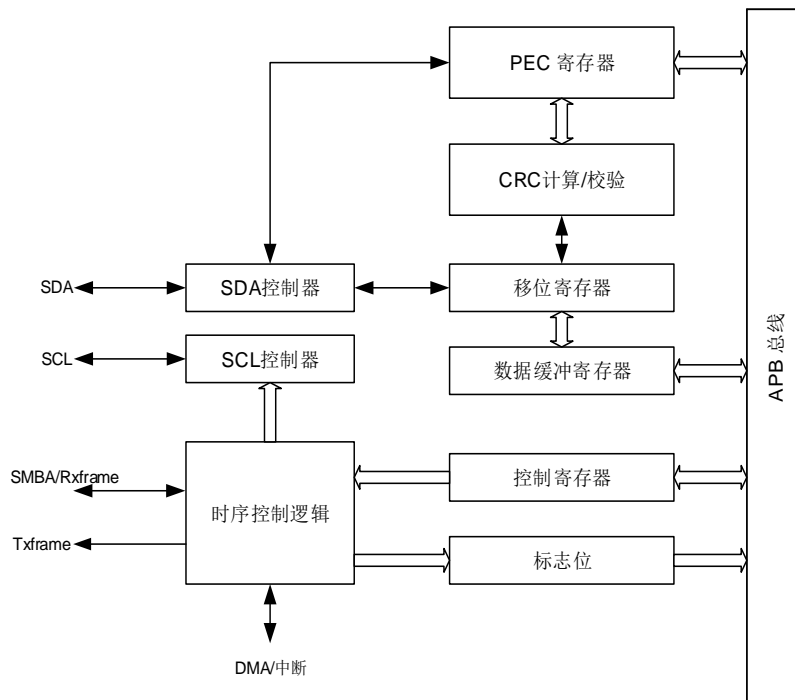 PEC 寄存器
CRC计算/校验
SDA
SDA控制器
移位寄存器
SCL
SCL控制器
数据缓冲寄存器
APB 总线
SMBA/Rxframe
时序控制逻辑
控制寄存器
Txframe
标志位
DMA/中断